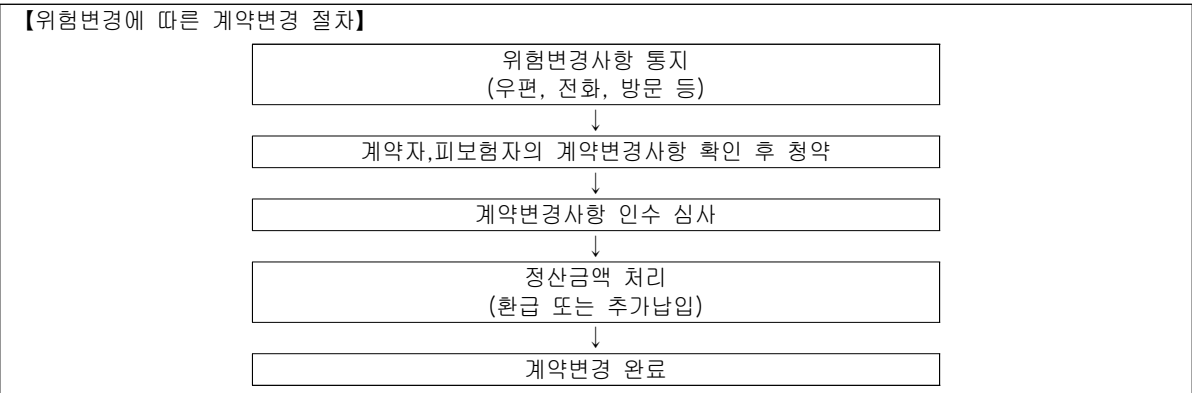 【위험변경에 따른 계약변경 절차】
위험변경사항 통지
(우편, 전화, 방문 등)
↓
계약자,피보험자의 계약변경사항 확인 후 청약
↓
계약변경사항 인수 심사
↓
정산금액 처리
(환급 또는 추가납입)
↓
계약변경 완료